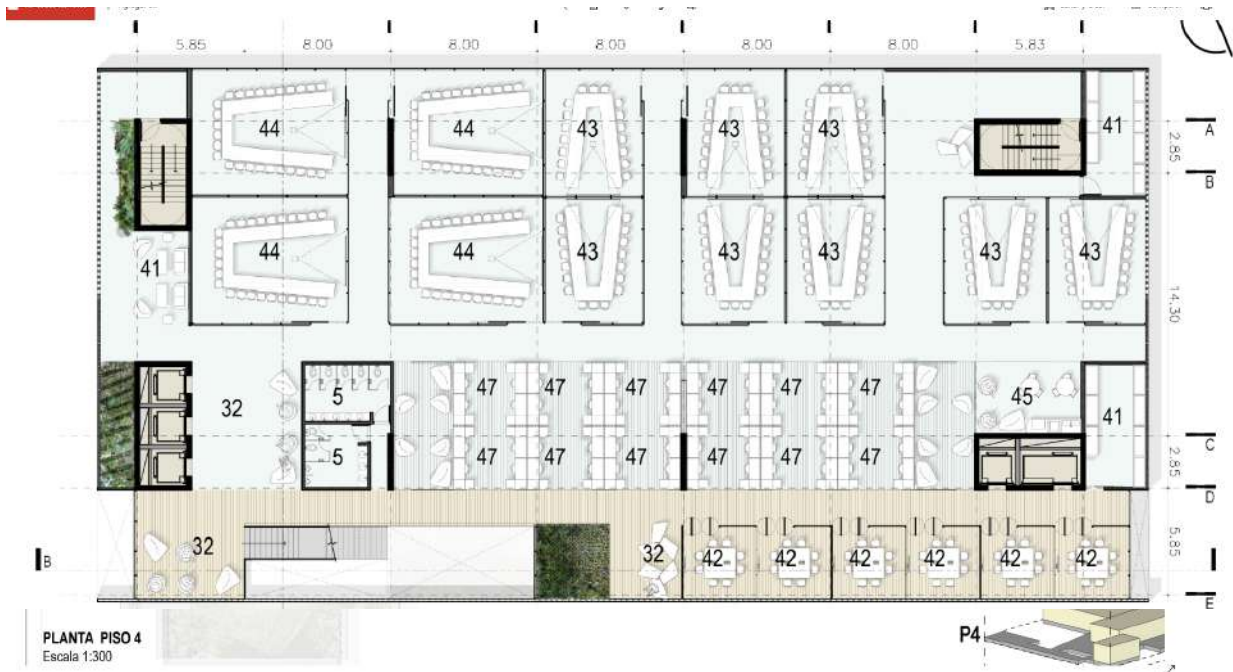 5.85 8.00 8.00 8.00 8.00 8.00 5.83
44 44 43 43 43 41 A
2.85
B
44 44 43 43 43 43 43
41
14.30
32 5 47 47 47 47 47 47 45 41
C
5 47 47 47 47 47 47 2.85
D
32 32 42 42 42 42 42 42 5.85
B
E
PLANTA PISO 4
Escala 1:300
P4